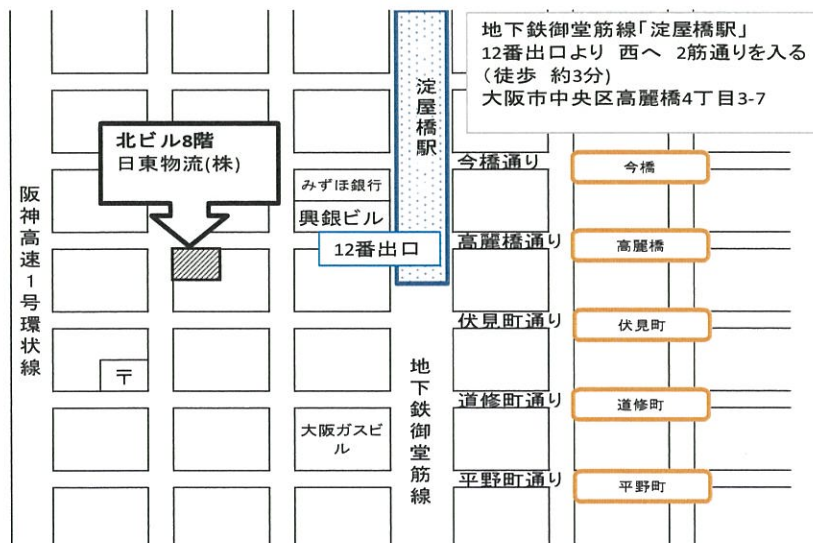 地下鉄御堂筋線「淀屋橋駅」
12番出口より 西へ 2筋通りを入る
(徒歩 約3分)
大阪市中央区高麗橋4丁目3-7
北ビル8階
日東物流(株)
淀屋橋駅
阪神高速1号環状線
みずほ銀行
興銀ビル
12番出口
今橋通り
今橋
高麗橋通り
高麗橋
伏見町通り
伏見町
〒
地下鉄御堂筋線
道修町通り
道修町
大阪ガスビ
ル
平野町通り
平野町